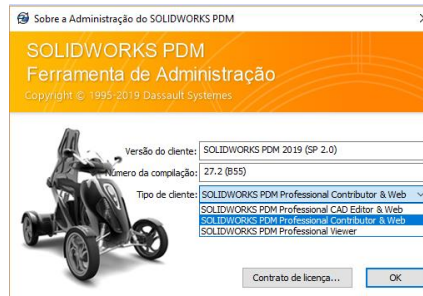 Sobre a Administração do SOLIDWORKS PDM
SOLIDWORKS PDM
Ferramenta de Administração
Copyright © 1995-2019 Dassault Systemes
Versão do cliente: SOLIDWORKS PDM 2019 (SP 2.0)
Número da compilação: 27.2 (B55)
Tipo de cliente: SOLIDWORKS PDM Professional Contributor & Web
SOLIDWORKS PDM Professional CAD Editor & Web
SOLIDWORKS PDM Professional Contributor & Web
SOLIDWORKS PDM Professional Viewer
Contrato de licença... OK